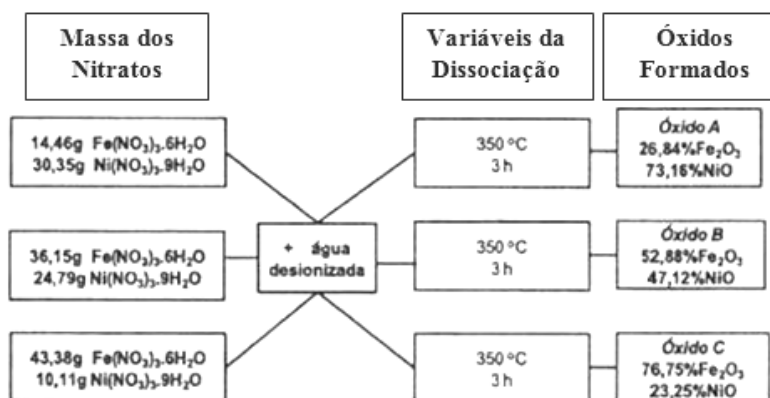 Massa dos
Nitratos
Variáveis da
Dissociação
Óxidos
Formados
14,46g Fe(NO₃)₃.6H₂O
30,35g Ni(NO₃)₃.9H₂O
350 °C
3 h
Óxido A
26,84%Fe₂O₃
73,16%NiO
36,15g Fe(NO₃)₃.6H₂O
24,79g Ni(NO₃)₃.9H₂O
+ água
desionizada
350 °C
3 h
Óxido B
52,88%Fe₂O₃
47,12%NiO
43,38g Fe(NO₃)₃.6H₂O
10,11g Ni(NO₃)₃.9H₂O
350 °C
3 h
Óxido C
76,75%Fe₂O₃
23,25%NiO